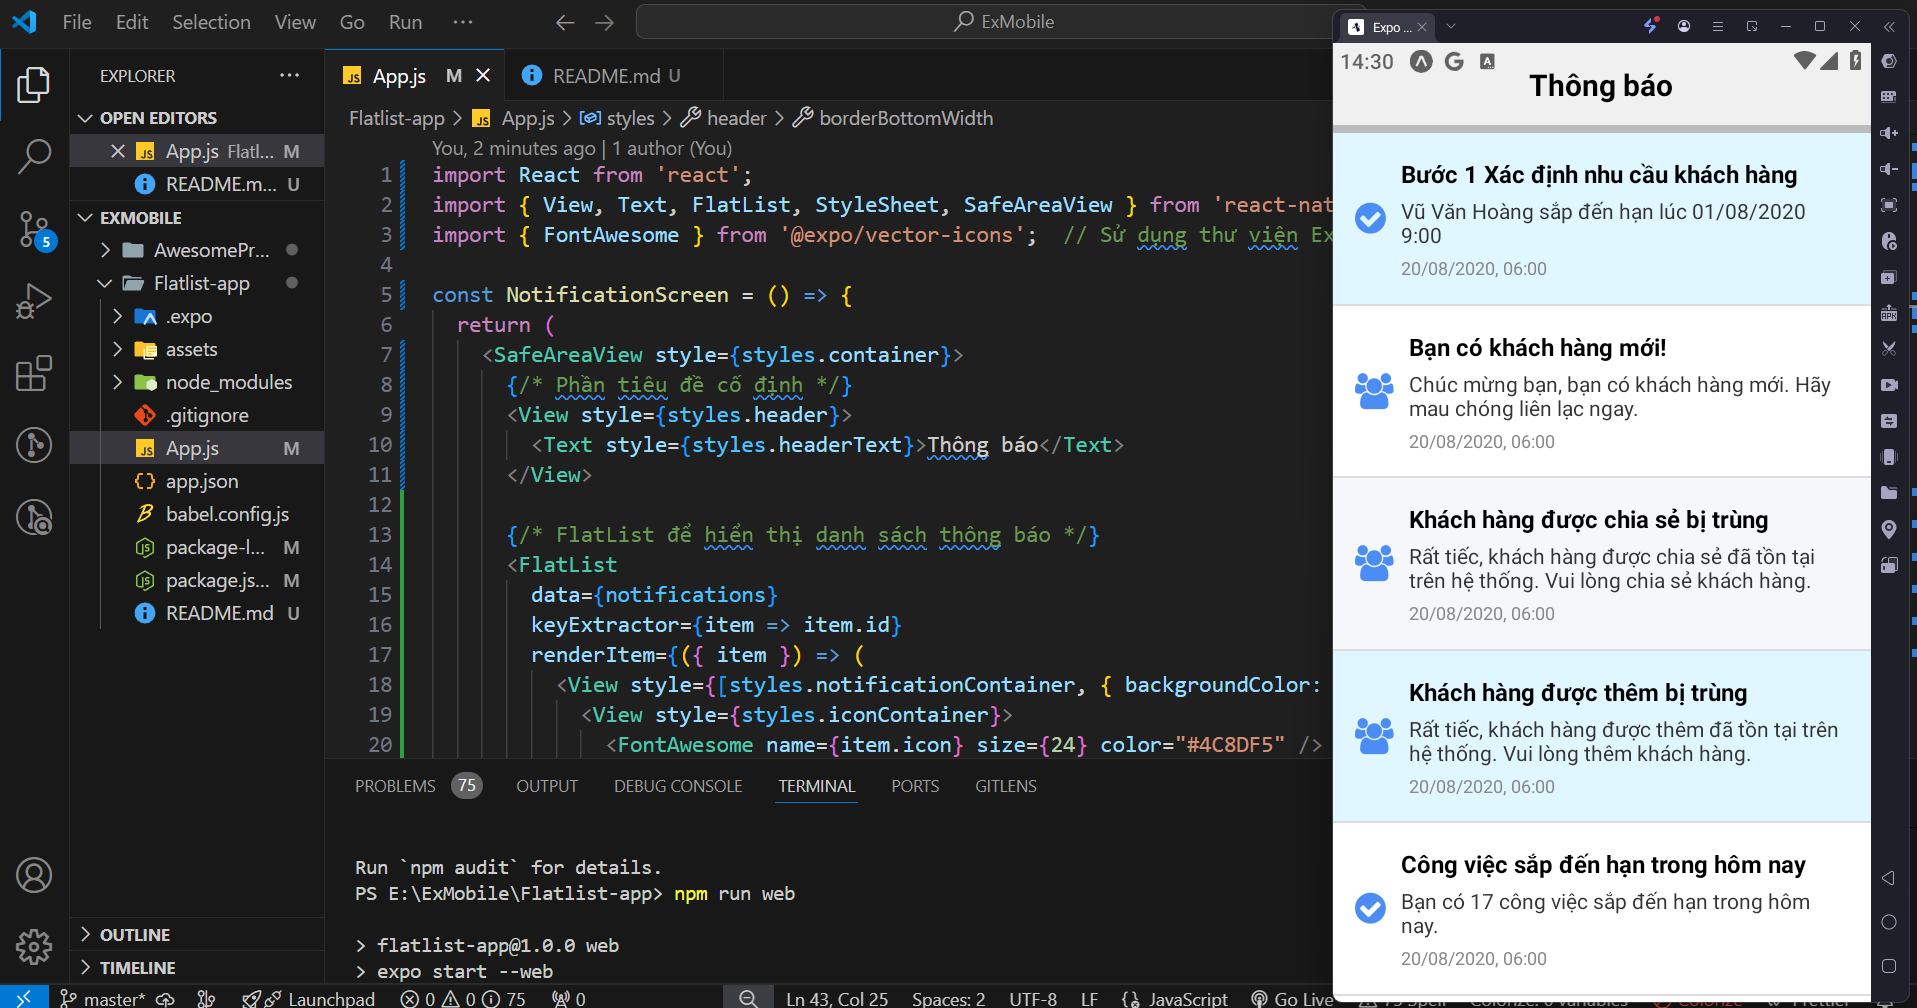 File Edit Selection View Go Run ··· ExMobile
EXPLORER
OPEN EDITORS
App.js Flatl... M
README.m... U
EXMOBILE
AwesomePr...
Flatlist-app
.expo
assets
node_modules
.gitignore
App.js M
app.json
babel.config.js
package-l... M
package.js... M
README.md U
OUTLINE
TIMELINE
5
App.js M README.md U
Flatlist-app > App.js > styles > header > borderBottomWidth
You, 2 minutes ago | 1 author (You)
1 import React from 'react';
2 import { View, Text, FlatList, StyleSheet, SafeAreaView } from 'react-nat
3 import { FontAwesome } from '@expo/vector-icons'; // Sử dụng thư viện Ex
4
5 const NotificationScreen = () => {
6 return (
7 <SafeAreaView style={styles.container}>
8 {/* Phần tiêu đề cố định */}
9 <View style={styles.header}>
10 <Text style={styles.headerText}>Thông báo</Text>
11 </View>
12
13 {/* FlatList để hiển thị danh sách thông báo */}
14 <FlatList
15 data={notifications}
16 keyExtractor={item => item.id}
17 renderItem={({ item }) => (
18 <View style={[styles.notificationContainer, { backgroundColor:
19 <View style={styles.iconContainer}>
20 <FontAwesome name={item.icon} size={24} color="#4C8DF5" />
PROBLEMS 75 OUTPUT DEBUG CONSOLE TERMINAL PORTS GITLENS
Run `npm audit` for details.
PS E:\ExMobile\Flatlist-app> npm run web
> flatlist-app@1.0.0 web
> expo start --web
master* Launchpad 0 0 75 0 Ln 43, Col 25 Spaces: 2 UTF-8 LF JavaScript Go Live
Expo ...
14:30
Thông báo
Bước 1 Xác định nhu cầu khách hàng
Vũ Văn Hoàng sắp đến hạn lúc 01/08/2020
9:00
20/08/2020, 06:00
Bạn có khách hàng mới!
Chúc mừng bạn, bạn có khách hàng mới. Hãy
mau chóng liên lạc ngay.
20/08/2020, 06:00
Khách hàng được chia sẻ bị trùng
Rất tiếc, khách hàng được chia sẻ đã tồn tại
trên hệ thống. Vui lòng chia sẻ khách hàng.
20/08/2020, 06:00
Khách hàng được thêm bị trùng
Rất tiếc, khách hàng được thêm đã tồn tại trên
hệ thống. Vui lòng thêm khách hàng.
20/08/2020, 06:00
Công việc sắp đến hạn trong hôm nay
Bạn có 17 công việc sắp đến hạn trong hôm
nay.
20/08/2020, 06:00